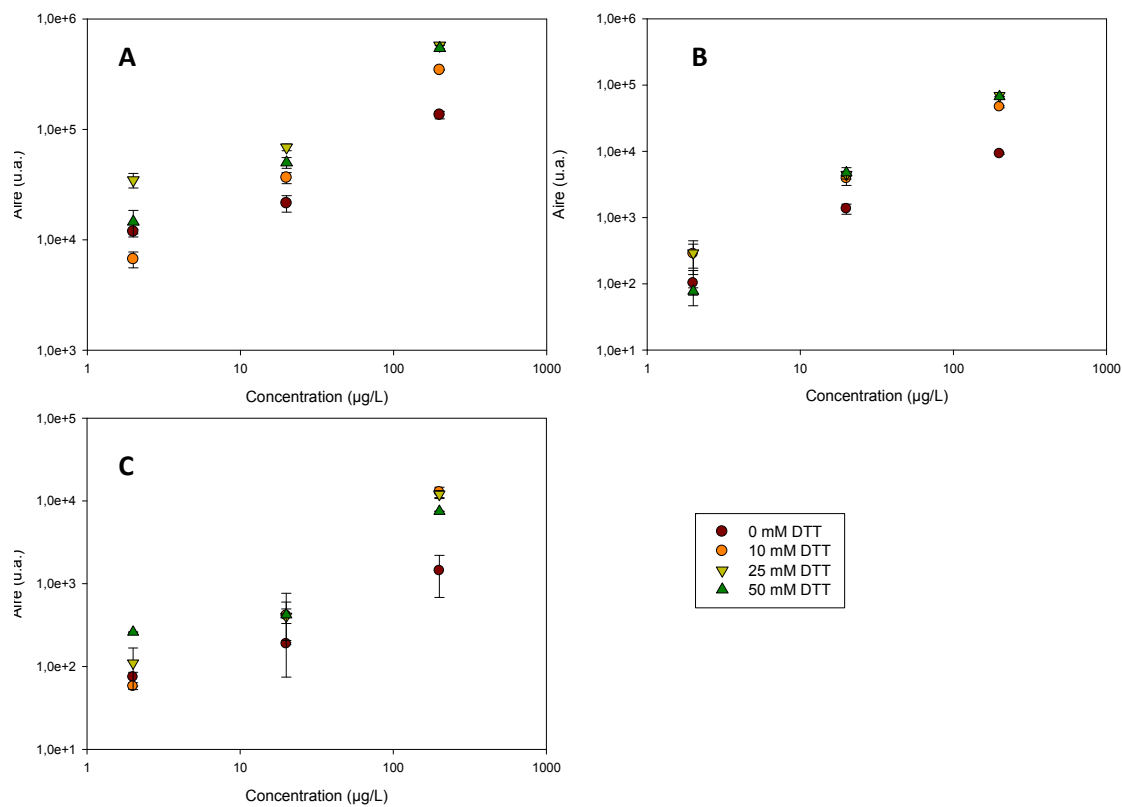 A
1,0e+6
1,0e+5
1,0e+4
1,0e+3
Aire (u.a.)
1 10 100 1000
Concentration (µg/L)
B
1,0e+6
1,0e+5
1,0e+4
1,0e+3
1,0e+2
1,0e+1
Aire (u.a.)
1 10 100 1000
Concentration (µg/L)
C
1,0e+5
1,0e+4
1,0e+3
1,0e+2
1,0e+1
Aire (u.a.)
1 10 100 1000
Concentration (µg/L)
0 mM DTT
10 mM DTT
25 mM DTT
50 mM DTT